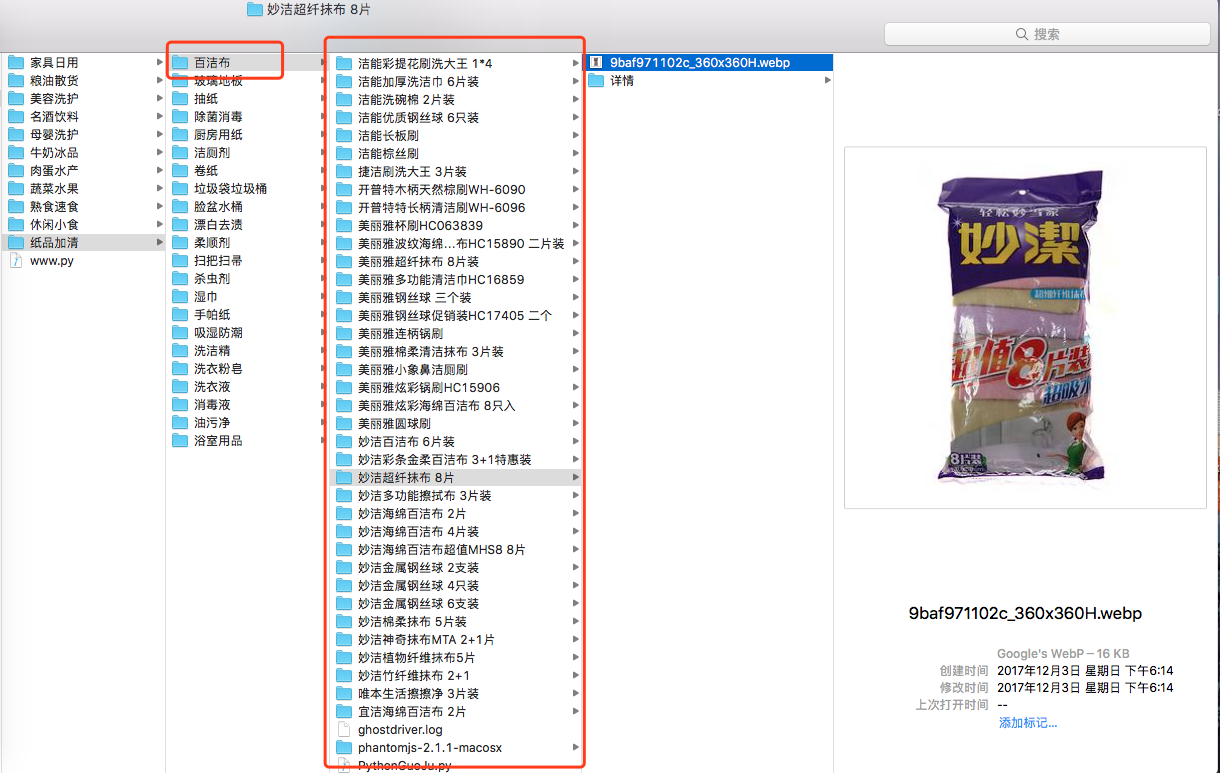 妙洁超纤抹布 8片
搜索
家具日用
粮油散货
美容洗护
名酒饮料
母婴洗护
牛奶冰品
肉蛋水产
蔬菜水果
熟食速食
休闲小食
纸品加清
www.py
百洁布
玻璃地板
抽纸
除菌消毒
厨房用纸
洁厕剂
卷纸
垃圾袋垃圾桶
脸盆水桶
漂白去渍
柔顺剂
扫把扫帚
杀虫剂
湿巾
手帕纸
吸湿防潮
洗洁精
洗衣粉皂
洗衣液
消毒液
油污净
浴室用品
洁能彩提花刷洗大王 1*4
洁能加厚洗洁巾 6片装
洁能洗碗棉 2片装
洁能优质钢丝球 6只装
洁能长板刷
洁能棕丝刷
捷洁刷洗大王 3片装
开普特木柄天然棕刷WH-6090
开普特特长柄清洁刷WH-6096
美丽雅杯刷HC063839
美丽雅波纹海绵...布HC15890 二片装
美丽雅超纤抹布 8片装
美丽雅多功能清洁巾HC16859
美丽雅钢丝球 三个装
美丽雅钢丝球促销装HC17405 二个
美丽雅连柄锅刷
美丽雅棉柔清洁抹布 3片装
美丽雅小象鼻洁厕刷
美丽雅炫彩锅刷HC15906
美丽雅炫彩海绵百洁布 8只入
美丽雅圆球刷
妙洁百洁布 6片装
妙洁彩条金柔百洁布 3+1特惠装
妙洁超纤抹布 8片
妙洁多功能擦拭布 3片装
妙洁海绵百洁布 2片
妙洁海绵百洁布 4片装
妙洁海绵百洁布超值MHS8 8片
妙洁金属钢丝球 2支装
妙洁金属钢丝球 4只装
妙洁金属钢丝球 6支装
妙洁棉柔抹布 5片装
妙洁神奇抹布MTA 2+1片
妙洁植物纤维抹布5片
妙洁竹纤维抹布 2+1
唯本生活擦擦净 3片装
宜洁海绵百洁布 2片
ghostdriver.log
phantomjs-2.1.1-macosx
PythonGuoJu.py
9baf971102c_360x360H.webp
详情
轻松妙当家
妙潔
超细纤维抹布
超值8片装
超吸水
8片装
9baf971102c_360x360H.webp
Google's WebP – 16 KB
创建时间 2017年12月3日 星期日 下午6:14
修改时间 2017年12月3日 星期日 下午6:14
上次打开时间 --
添加标记...